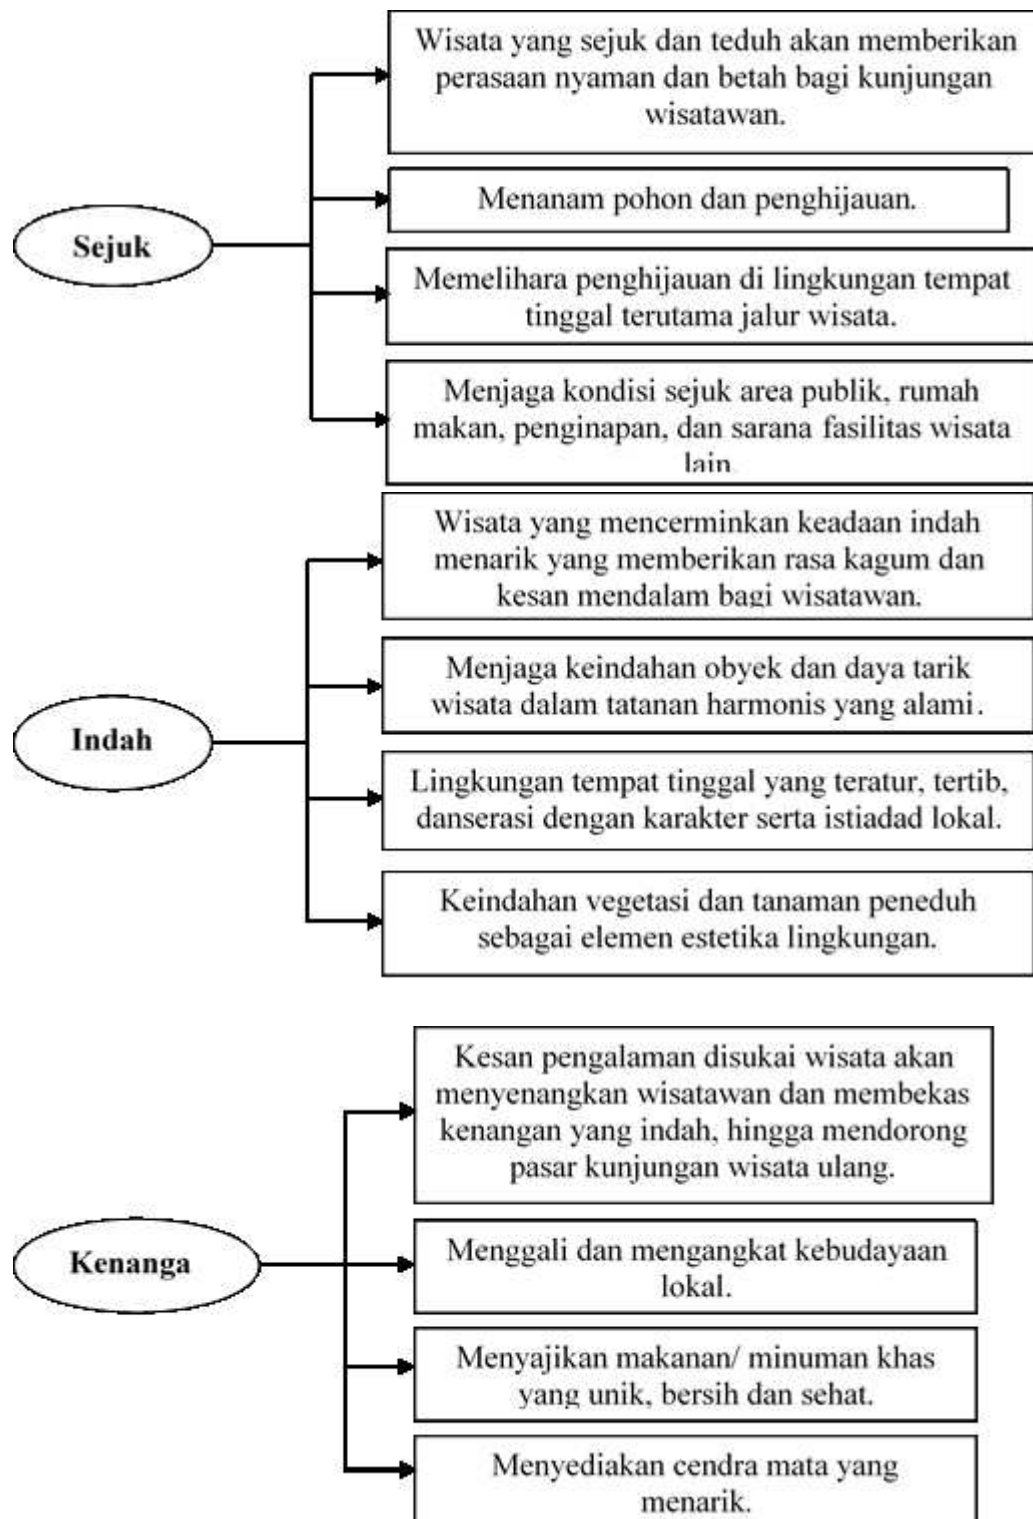 Wisata yang sejuk dan teduh akan memberikan
perasaan nyaman dan betah bagi kunjungan
wisatawan.
Menanam pohon dan penghijauan.
Sejuk
Memelihara penghijauan di lingkungan tempat
tinggal terutama jalur wisata.
Menjaga kondisi sejuk area publik, rumah
makan, penginapan, dan sarana fasilitas wisata
lain
Wisata yang mencerminkan keadaan indah
menarik yang memberikan rasa kagum dan
kesan mendalam bagi wisatawan.
Menjaga keindahan obyek dan daya tarik
wisata dalam tatanan harmonis yang alami.
Indah
Lingkungan tempat tinggal yang teratur, tertib,
danserasi dengan karakter serta istiadad lokal.
Keindahan vegetasi dan tanaman peneduh
sebagai elemen estetika lingkungan.
Kesan pengalaman disukai wisata akan
menyenangkan wisatawan dan membekas
kenangan yang indah, hingga mendorong
pasar kunjungan wisata ulang.
Kenanga
Menggali dan mengangkat kebudayaan
lokal.
Menyajikan makanan/ minuman khas
yang unik, bersih dan sehat.
Menyediakan cendra mata yang
menarik.